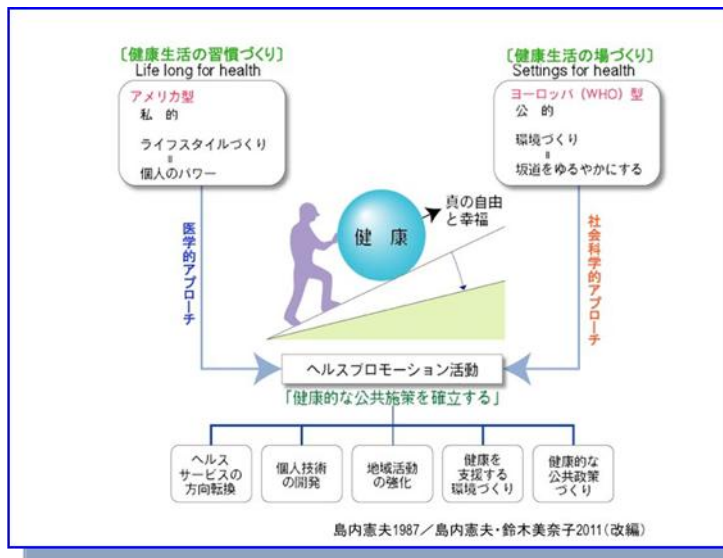 〔健康生活の習慣づくり〕
Life long for health
アメリカ型
私 的
ライフスタイルづくり
=
個人のパワー
〔健康生活の場づくり〕
Settings for health
ヨーロッパ(WHO)型
公 的
環境づくり
=
坂道をゆるやかにする
医学的アプローチ
健 康
真の自由
と幸福
社会科学的アプローチ
ヘルスプロモーション活動
「健康的な公共施策を確立する」
ヘルス
サービスの
方向転換
個人技術
の開発
地域活動
の強化
健康を
支援する
環境づくり
健康的な
公共政策
づくり
島内憲夫1987/島内憲夫・鈴木美奈子2011(改編)